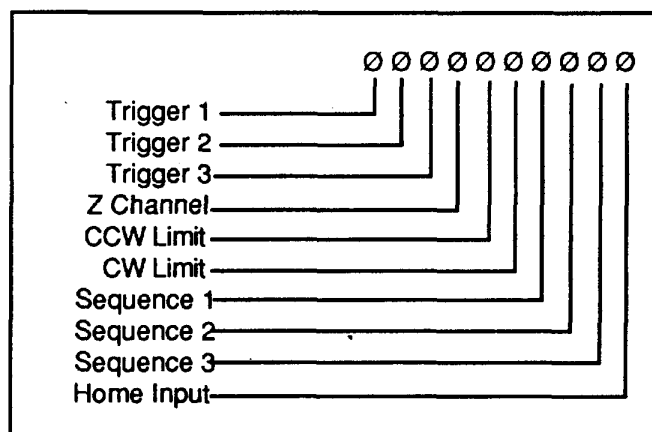 Ø Ø Ø Ø Ø Ø Ø Ø Ø Ø
Trigger 1
Trigger 2
Trigger 3
Z Channel
CCW Limit
CW Limit
Sequence 1
Sequence 2
Sequence 3
Home Input